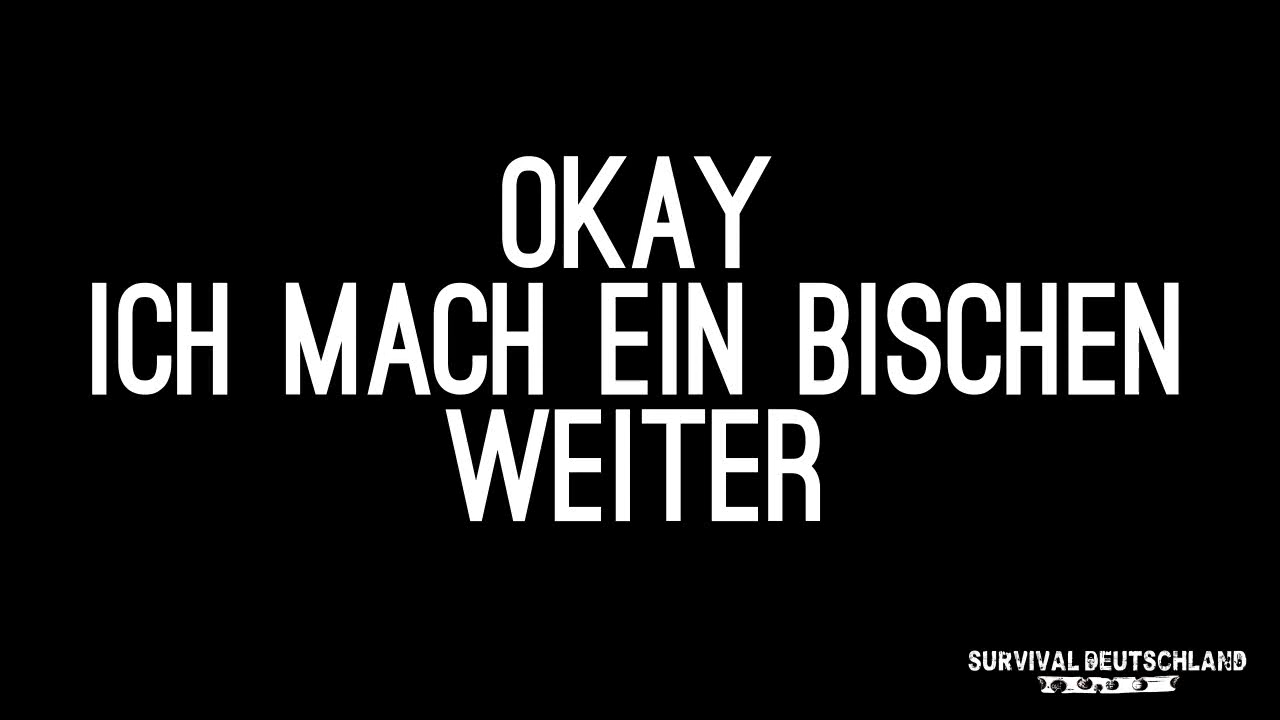 OKAY
ICH MACH EIN BISCHEN
WEITER
SURVIVAL DEUTSCHLAND